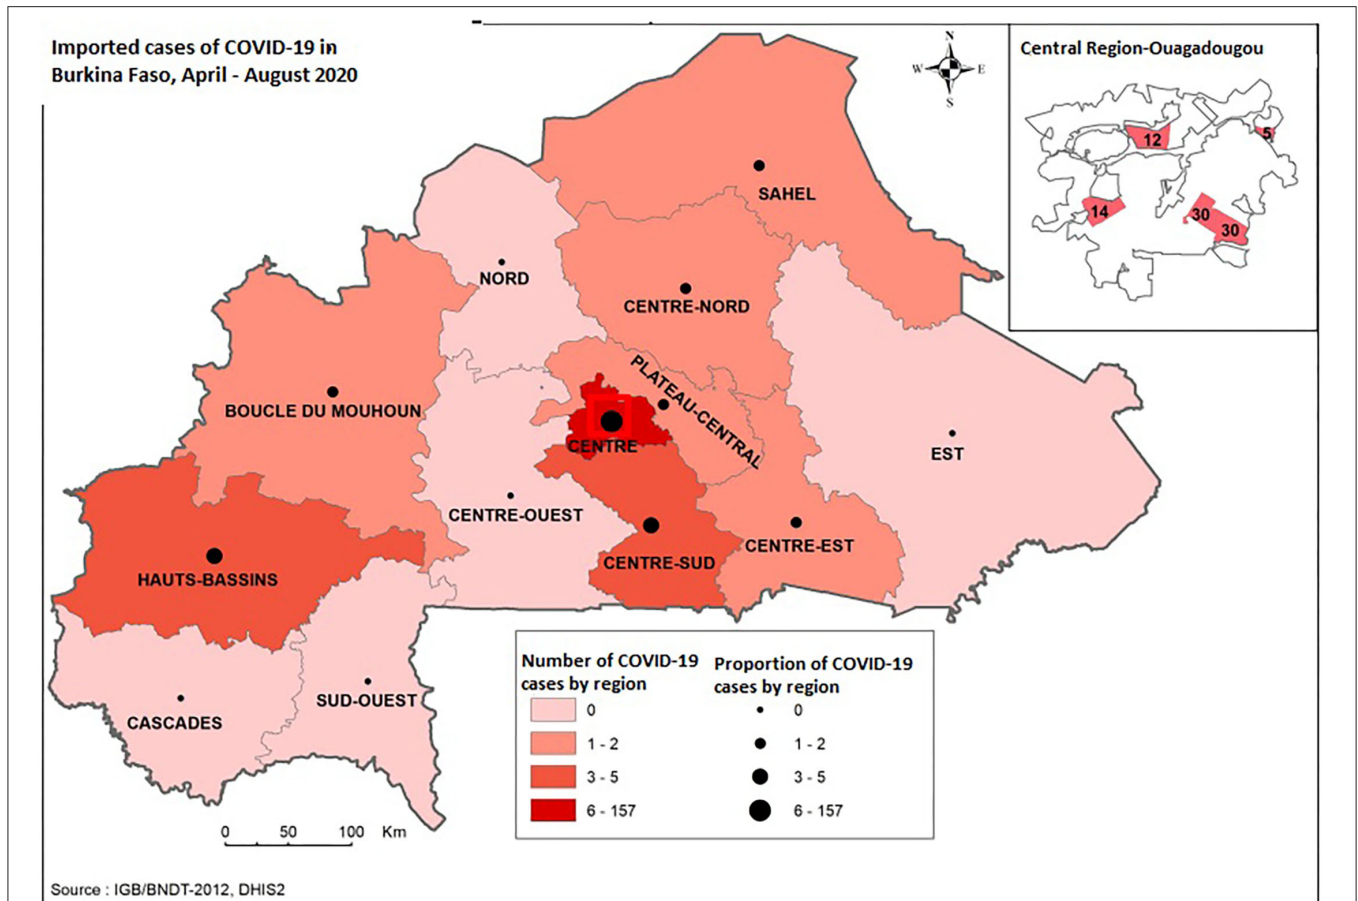 Imported cases of COVID-19 in
Burkina Faso, April - August 2020
N
W E
S
Central Region-Ouagadougou
12
5
14
30
30
SAHEL
NORD
CENTRE-NORD
PLATEAU-CENTRAL
BOUCLE DU MOUHOUN
CENTRE
EST
CENTRE-OUEST
CENTRE-EST
CENTRE-SUD
HAUTS-BASSINS
SUD-OUEST
CASCADES
Number of COVID-19
cases by region
0
1 - 2
3 - 5
6 - 157
Proportion of COVID-19
cases by region
0
1 - 2
3 - 5
6 - 157
0 50 100 Km
Source : IGB/BNDT-2012, DHIS2